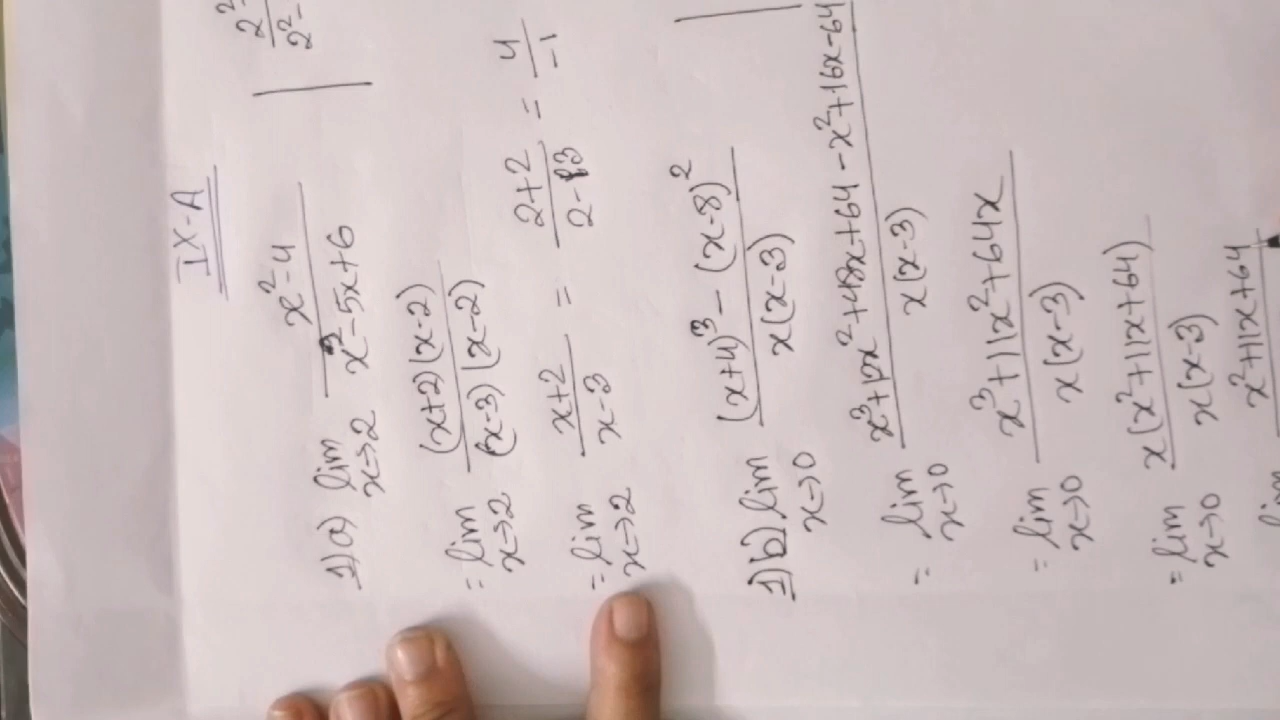 IX-A
1)a) lim x→2 (x²-4)/(x²-5x+6) | 2²-/2²-
= lim x→2 (x+2)(x-2)/(x-3)(x-2)
= lim x→2 (x+2)/(x-3) = (2+2)/(2-3) = 4/-1
1)b) lim x→0 ((x+4)³-(x-8)²)/(x(x-3))
= lim x→0 (x³+12x²+48x+64-x²+16x-64)/(x(x-3))
= lim x→0 (x³+11x²+64x)/(x(x-3))
= lim x→0 x(x²+11x+64)/(x(x-3))
lim x²+11x+64